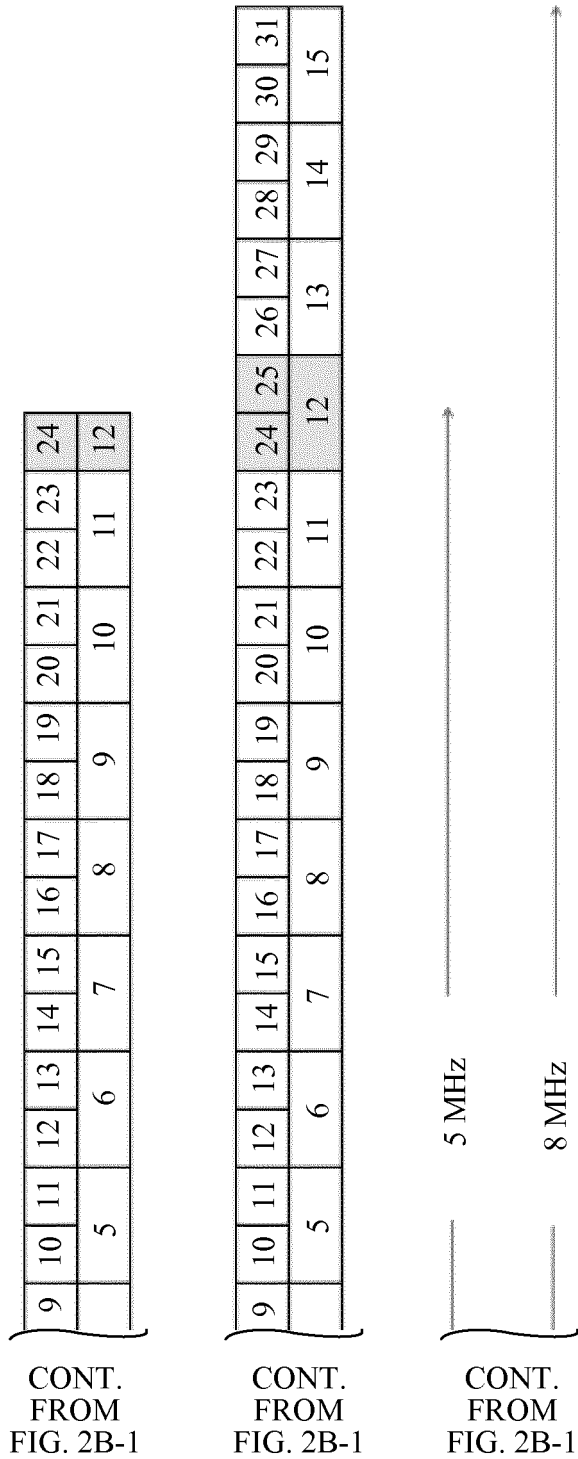 CONT.
FROM
FIG. 2B-1
9 10 11 12 13 14 15 16 17 18 19 20 21 22 23 24
5 6 7 8 9 10 11 12
CONT.
FROM
FIG. 2B-1
9 10 11 12 13 14 15 16 17 18 19 20 21 22 23 24 25 26 27 28 29 30 31
5 6 7 8 9 10 11 12 13 14 15
CONT.
FROM
FIG. 2B-1
5 MHz
8 MHz